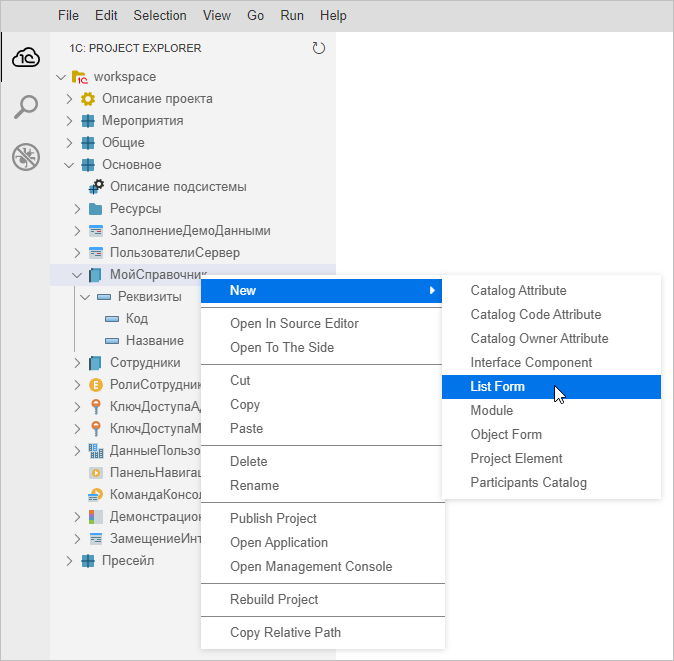 File Edit Selection View Go Run Help
1C: PROJECT EXPLORER
workspace
Описание проекта
Мероприятия
Общие
Основное
Описание подсистемы
Ресурсы
ЗаполнениеДемоДанными
ПользователиСервер
МойСправочник
Реквизиты
Код
Название
Сотрудники
РолиСотрудник
КлючДоступаА
КлючДоступаМ
ДанныеПользо
ПанельНавига
КомандаКонсол
Демонстрацион
ЗамещениеИнт
Пресейл
New
Open In Source Editor
Open To The Side
Cut
Copy
Paste
Delete
Rename
Publish Project
Open Application
Open Management Console
Rebuild Project
Copy Relative Path
Catalog Attribute
Catalog Code Attribute
Catalog Owner Attribute
Interface Component
List Form
Module
Object Form
Project Element
Participants Catalog